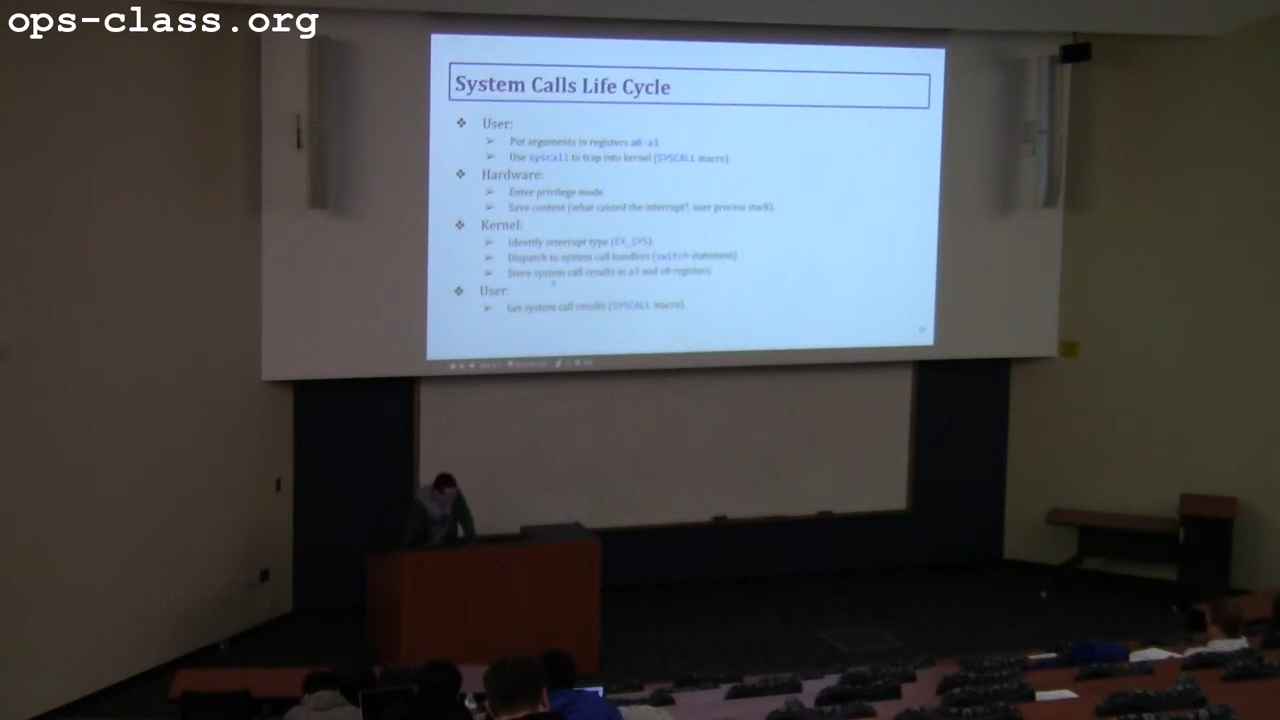 ops-class.org
System Calls Life Cycle
❖ User:
➢ Put arguments in registers a0-a3.
➢ Use syscall to trap into kernel (SYSCALL macro).
❖ Hardware:
➢ Enter privilege mode.
➢ Save context (what caused the interrupt?, user process stack).
❖ Kernel:
➢ Identify interrupt type (EX_SYS).
➢ Dispatch to system call handlers (switch statement).
➢ Store system call results in a3 and v0 registers.
❖ User:
➢ Get system call results (SYSCALL macro).